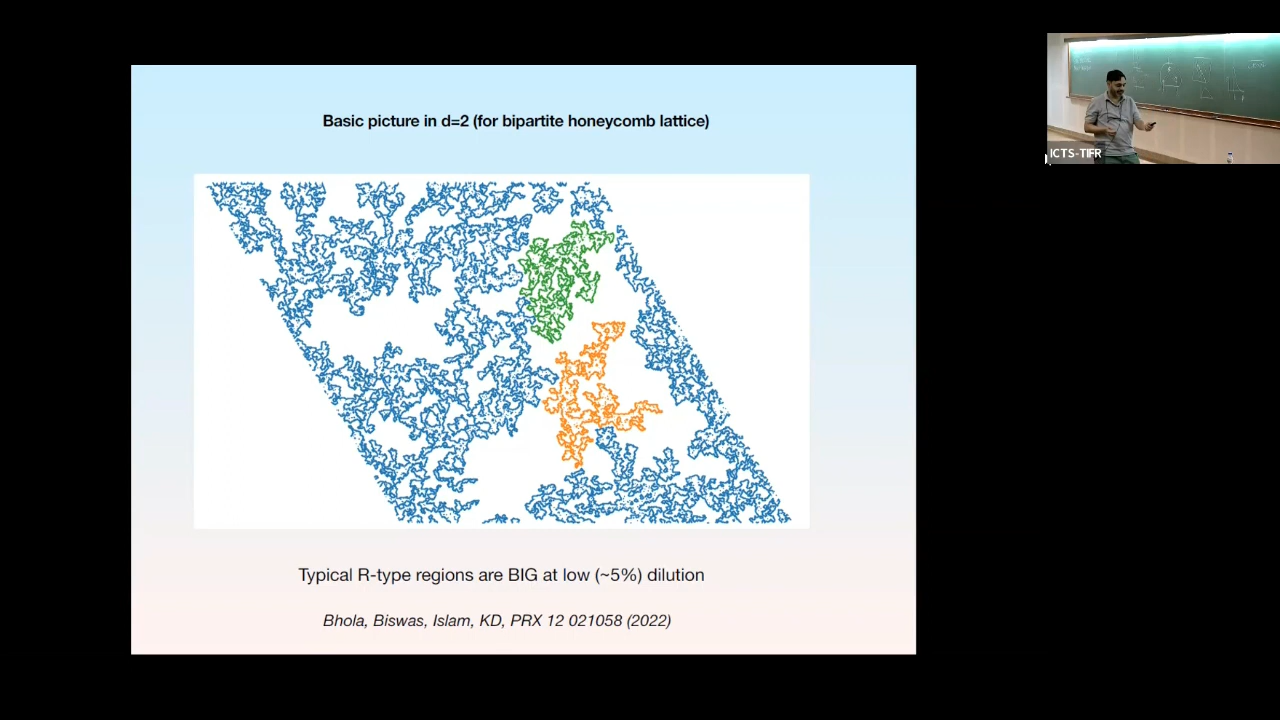 Basic picture in d=2 (for bipartite honeycomb lattice)
Typical R-type regions are BIG at low (~5%) dilution
Bhola, Biswas, Islam, KD, PRX 12 021058 (2022)
ICTS-TIFR